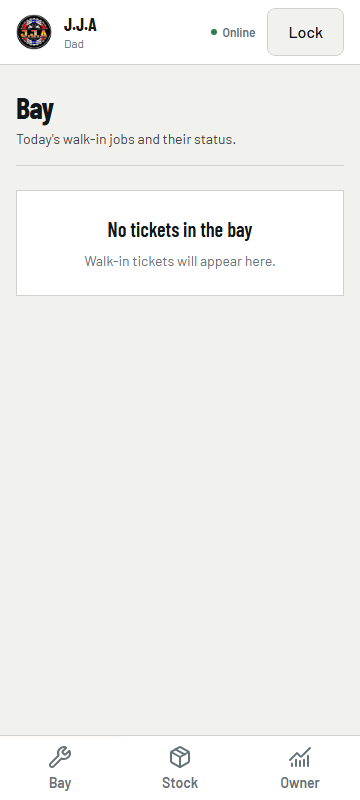 J.J.A
J.J.A
Dad
Online
Lock
Bay
Today's walk-in jobs and their status.
No tickets in the bay
Walk-in tickets will appear here.
Bay
Stock
Owner